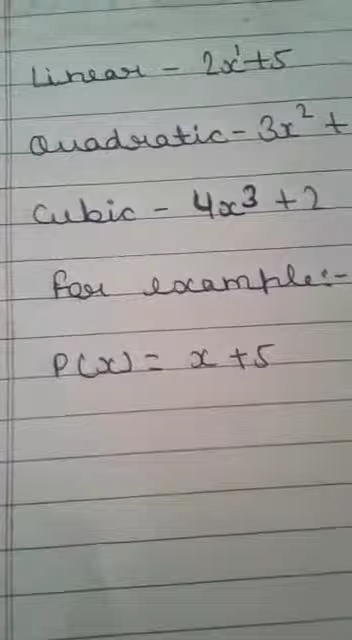 Linear - 2x¹+5
Quadratic - 3x² +
Cubic - 4x³ + 2
For example:-
P(x) = x +5